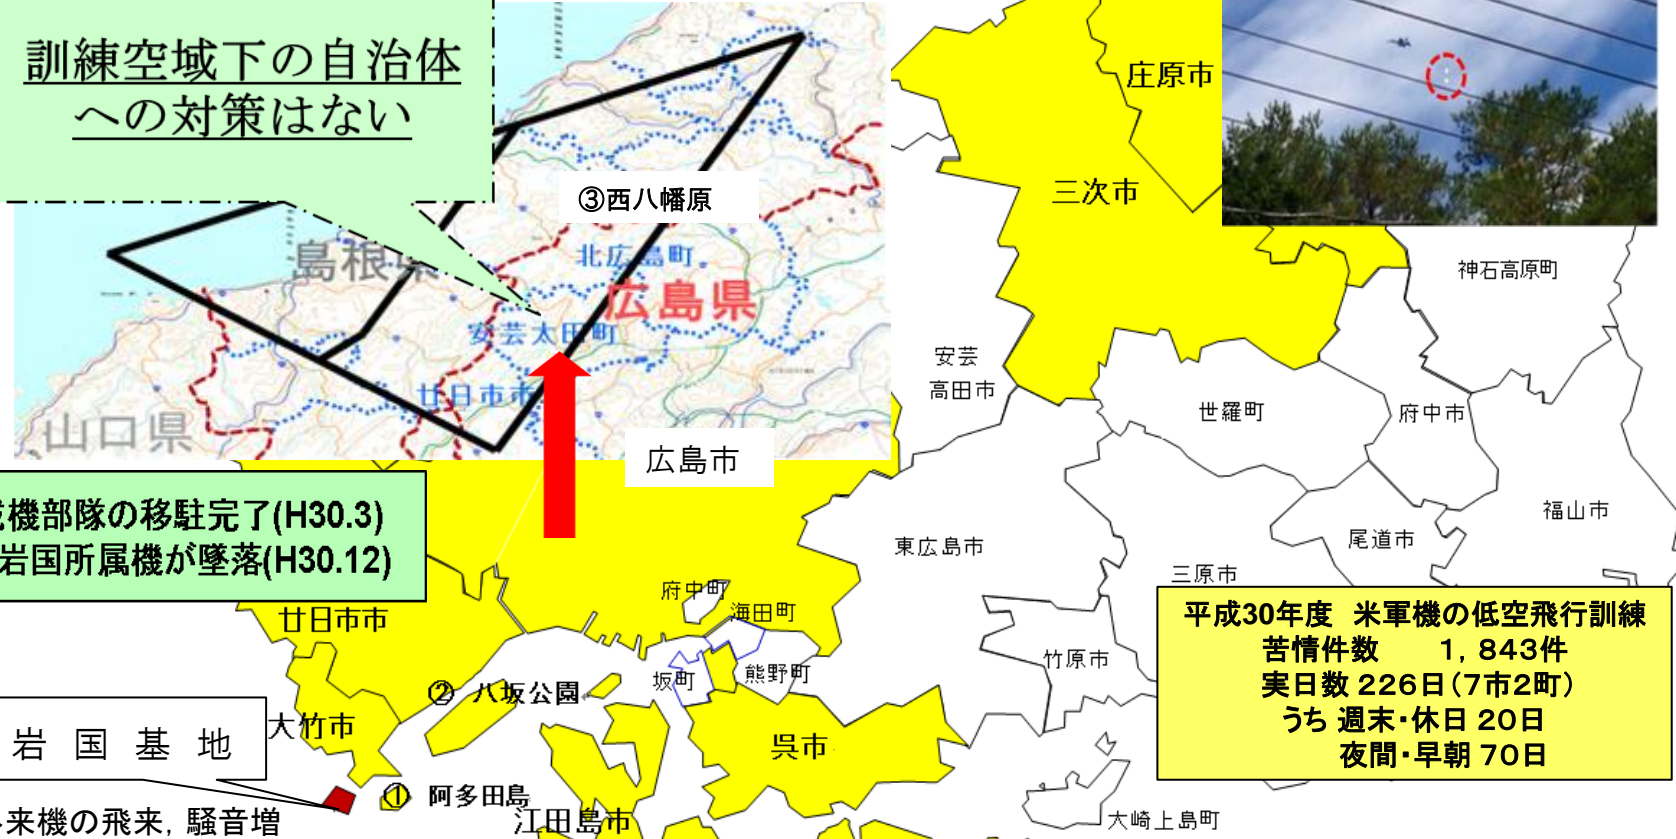 訓練空域下の自治体
への対策はない
③西八幡原
島根県
北広島町
広島県
安芸太田町
廿日市市
山口県
広島市
庄原市
三次市
神石高原町
安芸
高田市
世羅町
府中市
福山市
尾道市
東広島市
三原市
機部隊の移駐完了(H30.3)
岩国所属機が墜落(H30.12)
廿日市市
府中町
海田町
坂町
熊野町
竹原市
② 八坂公園
大竹市
岩国基地
呉市
① 阿多田島
江田島市
大崎上島町
来機の飛来，騒音増
平成30年度 米軍機の低空飛行訓練
苦情件数 1，843件
実日数 226日（7市2町）
うち 週末・休日 20日
夜間・早朝 70日